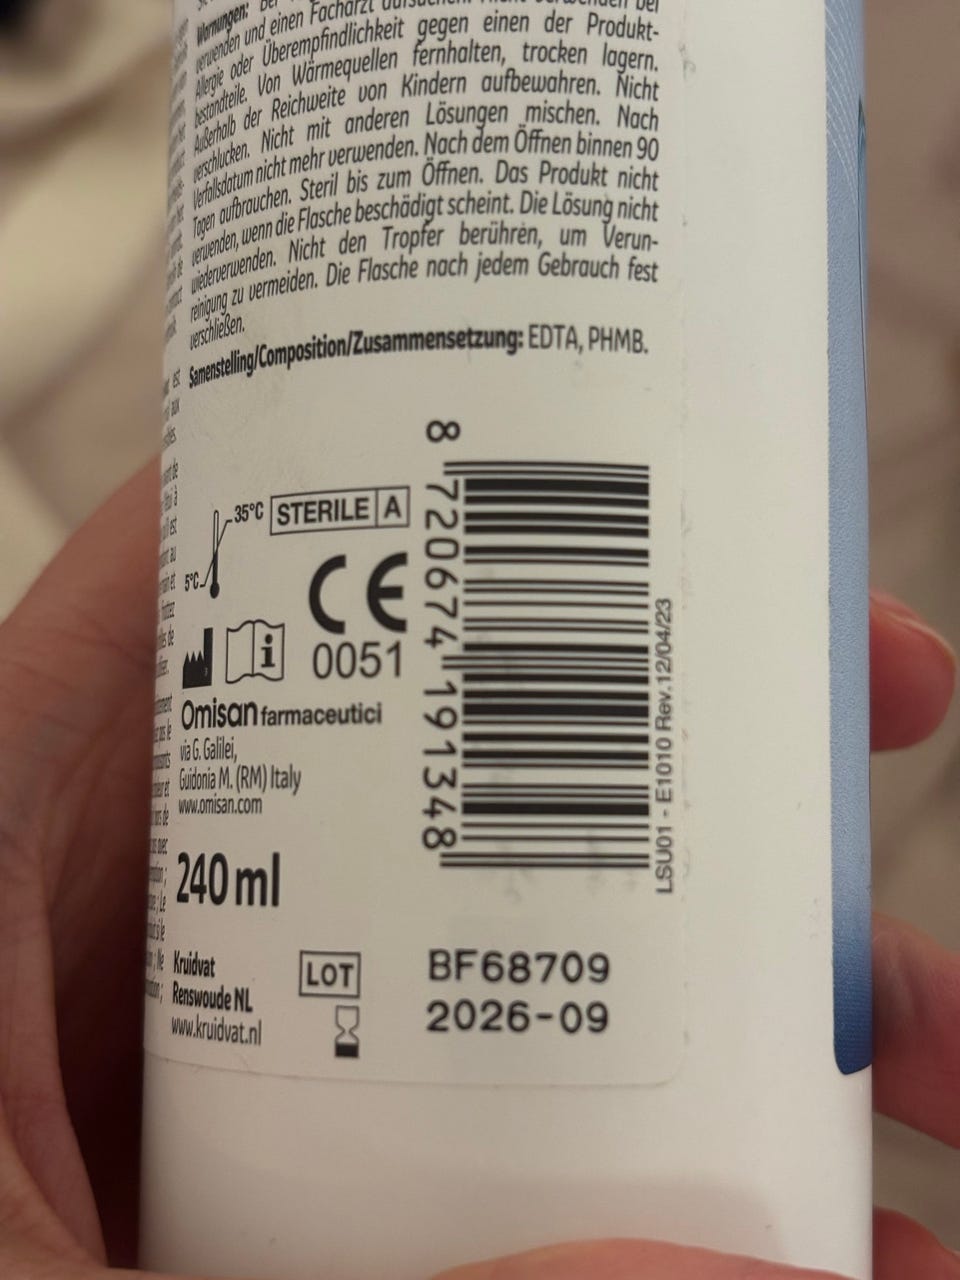 Warnungen: Bei
verwenden und einen Facharzt aufsuchen. Nicht verwenden bei
Allergie oder Überempfindlichkeit gegen einen der Produkt-
bestandteile. Von Wärmequellen fernhalten, trocken lagern.
Außerhalb der Reichweite von Kindern aufbewahren. Nicht
verschlucken. Nicht mit anderen Lösungen mischen. Nach
Verfallsdatum nicht mehr verwenden. Nach dem Öffnen binnen 90
Tagen aufbrauchen. Steril bis zum Öffnen. Das Produkt nicht
verwenden, wenn die Flasche beschädigt scheint. Die Lösung nicht
wiederverwenden. Nicht den Tropfer berühren, um Verun-
reinigung zu vermeiden. Die Flasche nach jedem Gebrauch fest
verschließen.
Samenstelling/Composition/Zusammensetzung: EDTA, PHMB.
35°C
5°C
STERILE A
CE
0051
i
Omisan farmaceutici
via G. Galilei,
Guidonia M. (RM) Italy
www.omisan.com
240 ml
Kruidvat
Renswoude NL
www.kruidvat.nl
8 720674 191348
LSU01 - E1010 Rev.12/04/23
LOT BF68709
2026-09